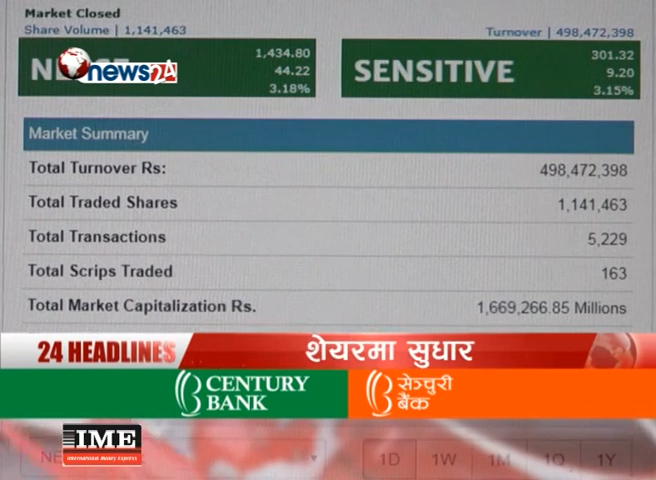 Market Closed
Share Volume | 1,141,463
Turnover | 498,472,398
news24
1,434.80
44.22
3.18%
SENSITIVE
301.32
9.20
3.15%
Market Summary
Total Turnover Rs: 498,472,398
Total Traded Shares 1,141,463
Total Transactions 5,229
Total Scrips Traded 163
Total Market Capitalization Rs. 1,669,266.85 Millions
24 HEADLINES
शेयरमा सुधार
CENTURY
BANK
सेञ्चुरी
बैंक
IME
International Money Express
1D 1W 1M 1Q 1Y